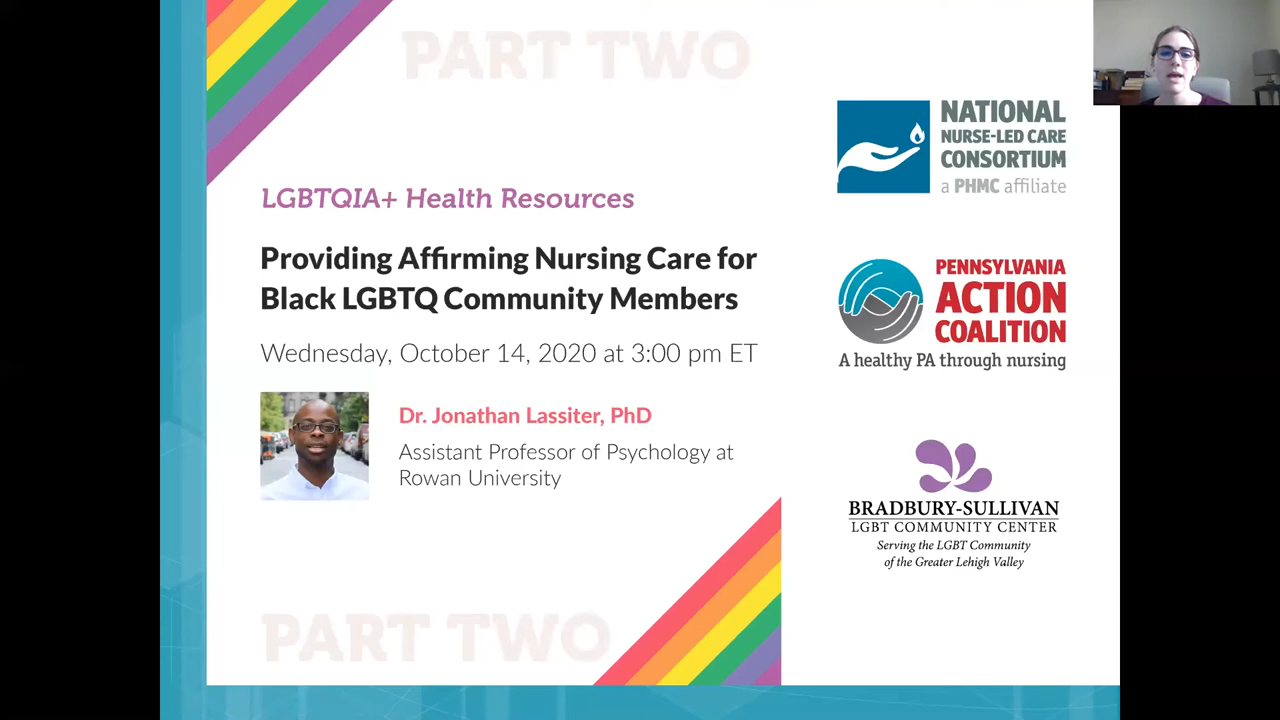 PART TWO
LGBTQIA+ Health Resources
Providing Affirming Nursing Care for
Black LGBTQ Community Members
Wednesday, October 14, 2020 at 3:00 pm ET
Dr. Jonathan Lassiter, PhD
Assistant Professor of Psychology at
Rowan University
PART TWO
NATIONAL
NURSE-LED CARE
CONSORTIUM
a PHMC affiliate
PENNSYLVANIA
ACTION
COALITION
A healthy PA through nursing
BRADBURY-SULLIVAN
LGBT COMMUNITY CENTER
Serving the LGBT Community
of the Greater Lehigh Valley